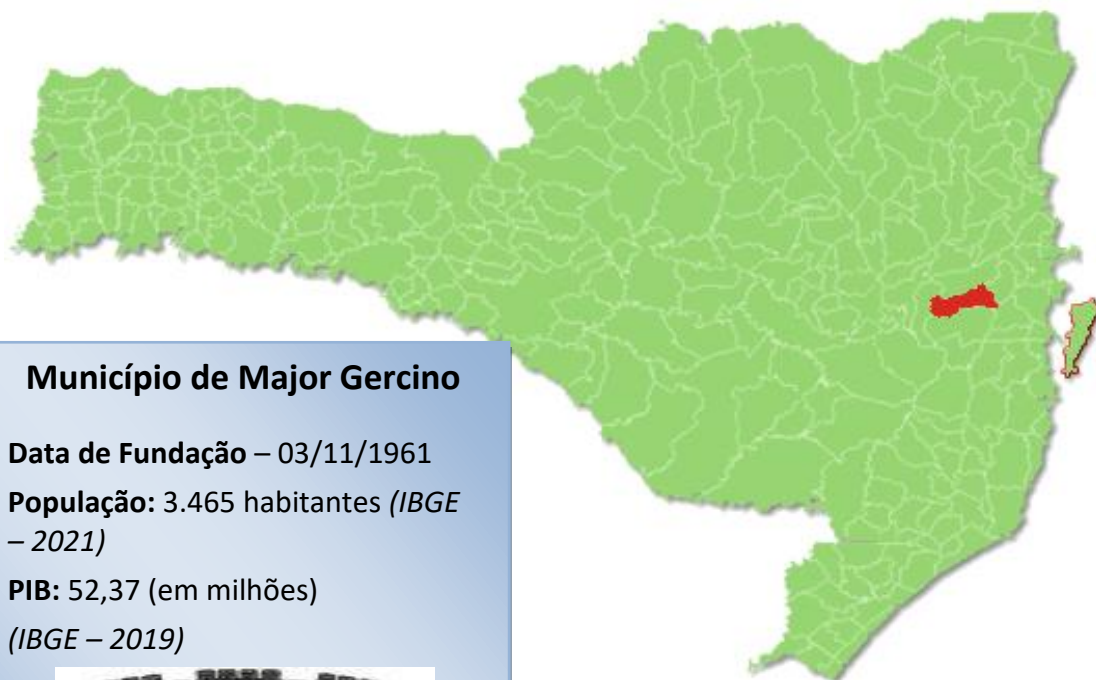 Município de Major Gercino
Data de Fundação – 03/11/1961
População: 3.465 habitantes (IBGE
– 2021)
PIB: 52,37 (em milhões)
(IBGE – 2019)